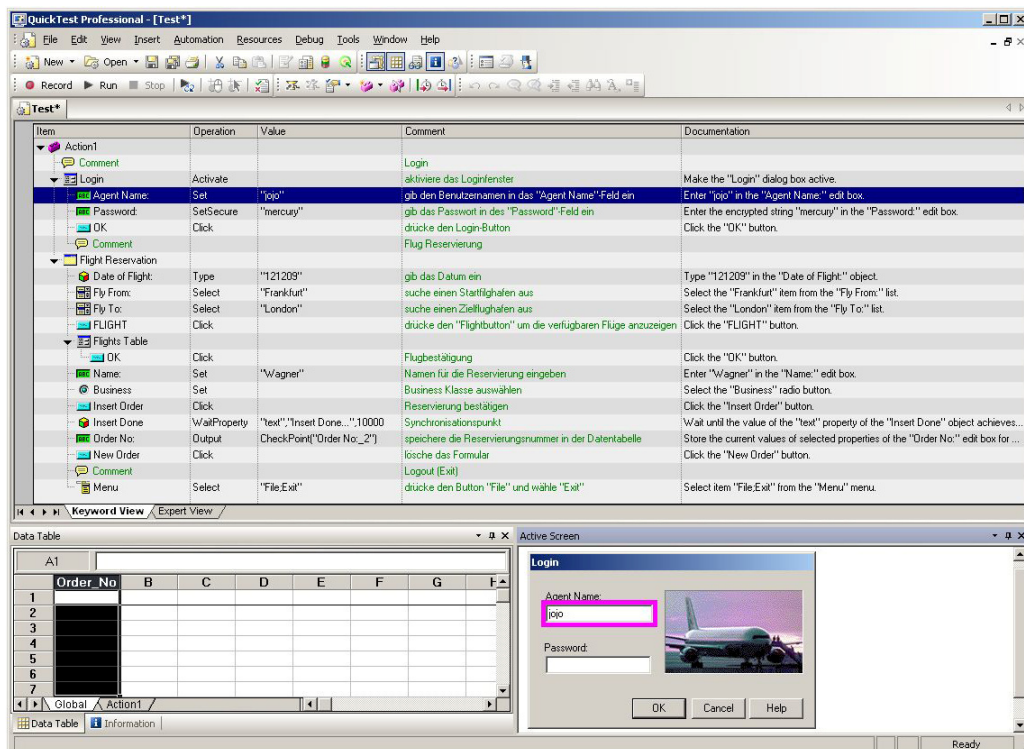 QuickTest Professional - [Test*]
File Edit View Insert Automation Resources Debug Tools Window Help
New Open
Record Run Stop
Test*
Item Operation Value Comment Documentation
Action1
Comment Login
Login Activate aktiviere das Loginfenster Make the "Login" dialog box active.
Agent Name: Set "jojo" gib den Benutzernamen in das "Agent Name"-Feld ein Enter "jojo" in the "Agent Name:" edit box.
Password: SetSecure "mercury" gib das Passwort in des "Password"-Feld ein Enter the encrypted string "mercury" in the "Password:" edit box.
OK Click drücke den Login-Button Click the "OK" button.
Comment Flug Reservierung
Flight Reservation
Date of Flight: Type "121209" gib das Datum ein Type "121209" in the "Date of Flight:" object.
Fly From: Select "Frankfurt" suche einen Startfilghafen aus Select the "Frankfurt" item from the "Fly From:" list.
Fly To: Select "London" suche einen Zielflughafen aus Select the "London" item from the "Fly To:" list.
FLIGHT Click drücke den "Flightbutton" um die verfügbaren Flüge anzuzeigen Click the "FLIGHT" button.
Flights Table
OK Click Flugbestätigung Click the "OK" button.
Name: Set "Wagner" Namen für die Reservierung eingeben Enter "Wagner" in the "Name:" edit box.
Business Set Business Klasse auswählen Select the "Business" radio button.
Insert Order Click Reservierung bestätigen Click the "Insert Order" button.
Insert Done WaitProperty "text","Insert Done...",10000 Synchronisationspunkt Wait until the value of the "text" property of the "Insert Done" object achieves...
Order No: Output CheckPoint("Order No:_2") speichere die Reservierungsnummer in der Datentabelle Store the current values of selected properties of the "Order No:" edit box for ...
New Order Click lösche das Formular Click the "New Order" button.
Comment Logout (Exit)
Menu Select "File;Exit" drücke den Button "File" und wähle "Exit" Select item "File;Exit" from the "Menu" menu.
Keyword View Expert View
Data Table
A1
Order_No B C D E F G H
1
2
3
4
5
6
7
Global Action1
Data Table Information
Active Screen
Login
Agent Name:
jojo
Password:
OK Cancel Help
Ready